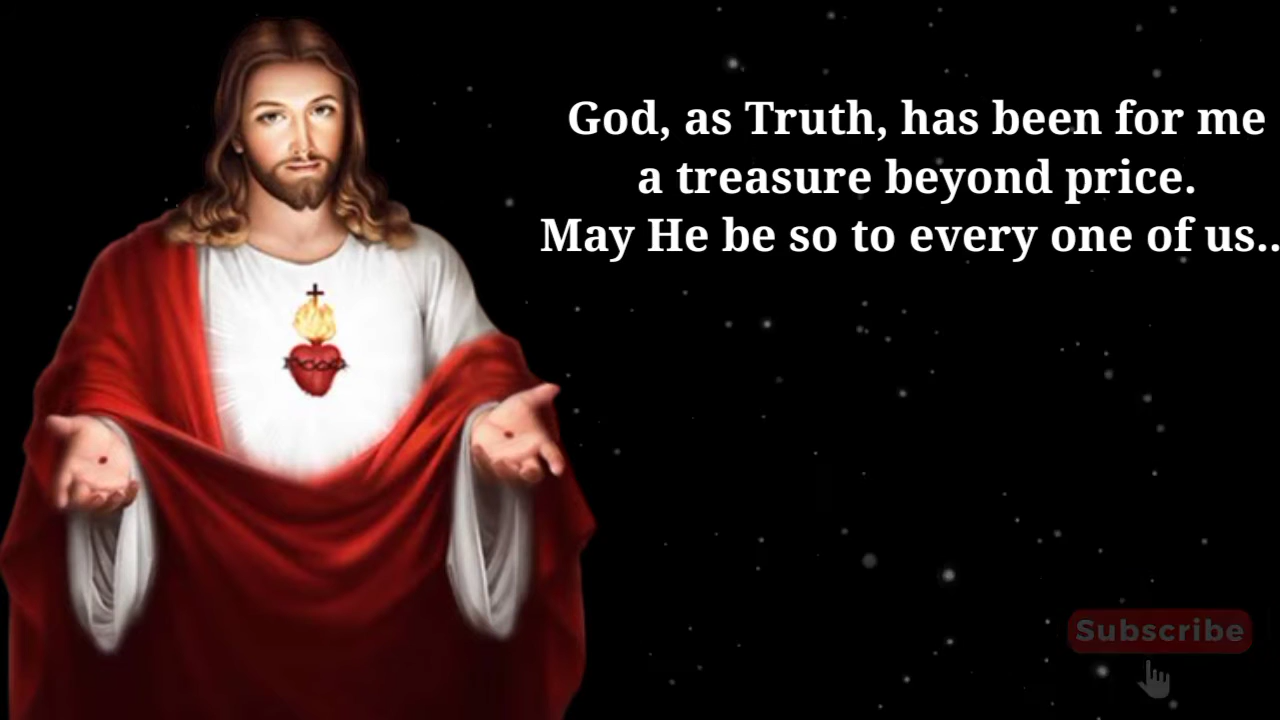 God, as Truth, has been for me
a treasure beyond price.
May He be so to every one of us..
Subscribe